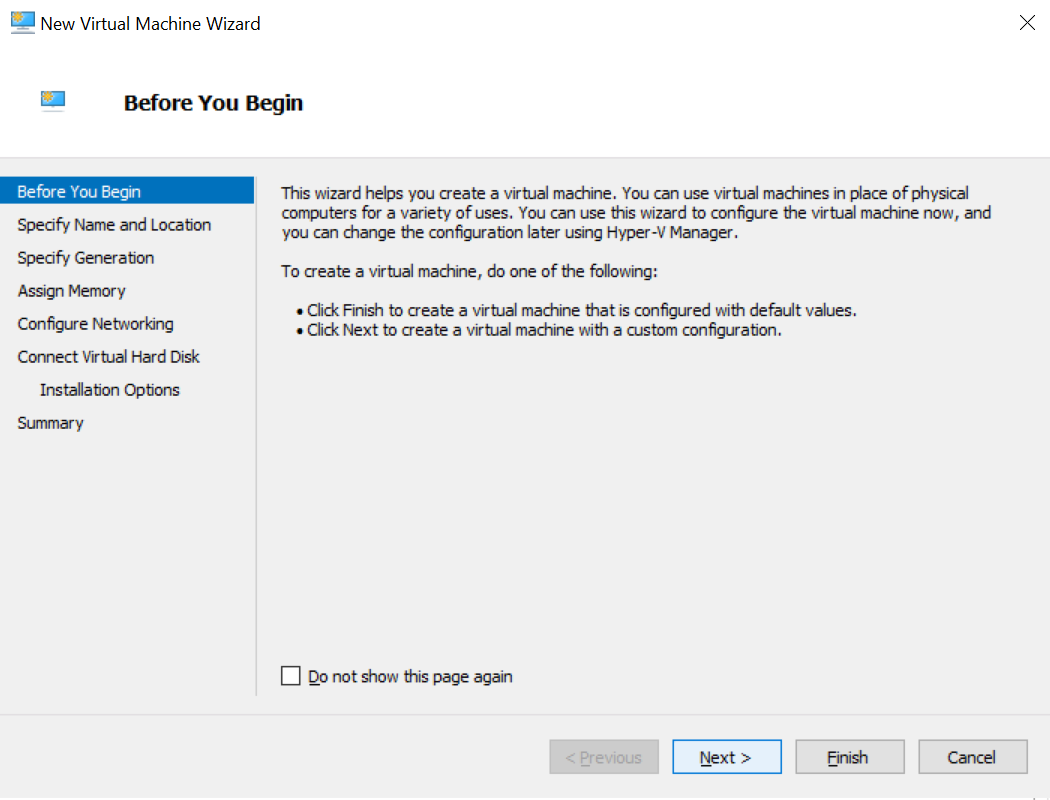 New Virtual Machine Wizard
Before You Begin
Before You Begin
Specify Name and Location
Specify Generation
Assign Memory
Configure Networking
Connect Virtual Hard Disk
Installation Options
Summary
This wizard helps you create a virtual machine. You can use virtual machines in place of physical
computers for a variety of uses. You can use this wizard to configure the virtual machine now, and
you can change the configuration later using Hyper-V Manager.
To create a virtual machine, do one of the following:
• Click Finish to create a virtual machine that is configured with default values.
• Click Next to create a virtual machine with a custom configuration.
Do not show this page again
< Previous
Next >
Finish
Cancel